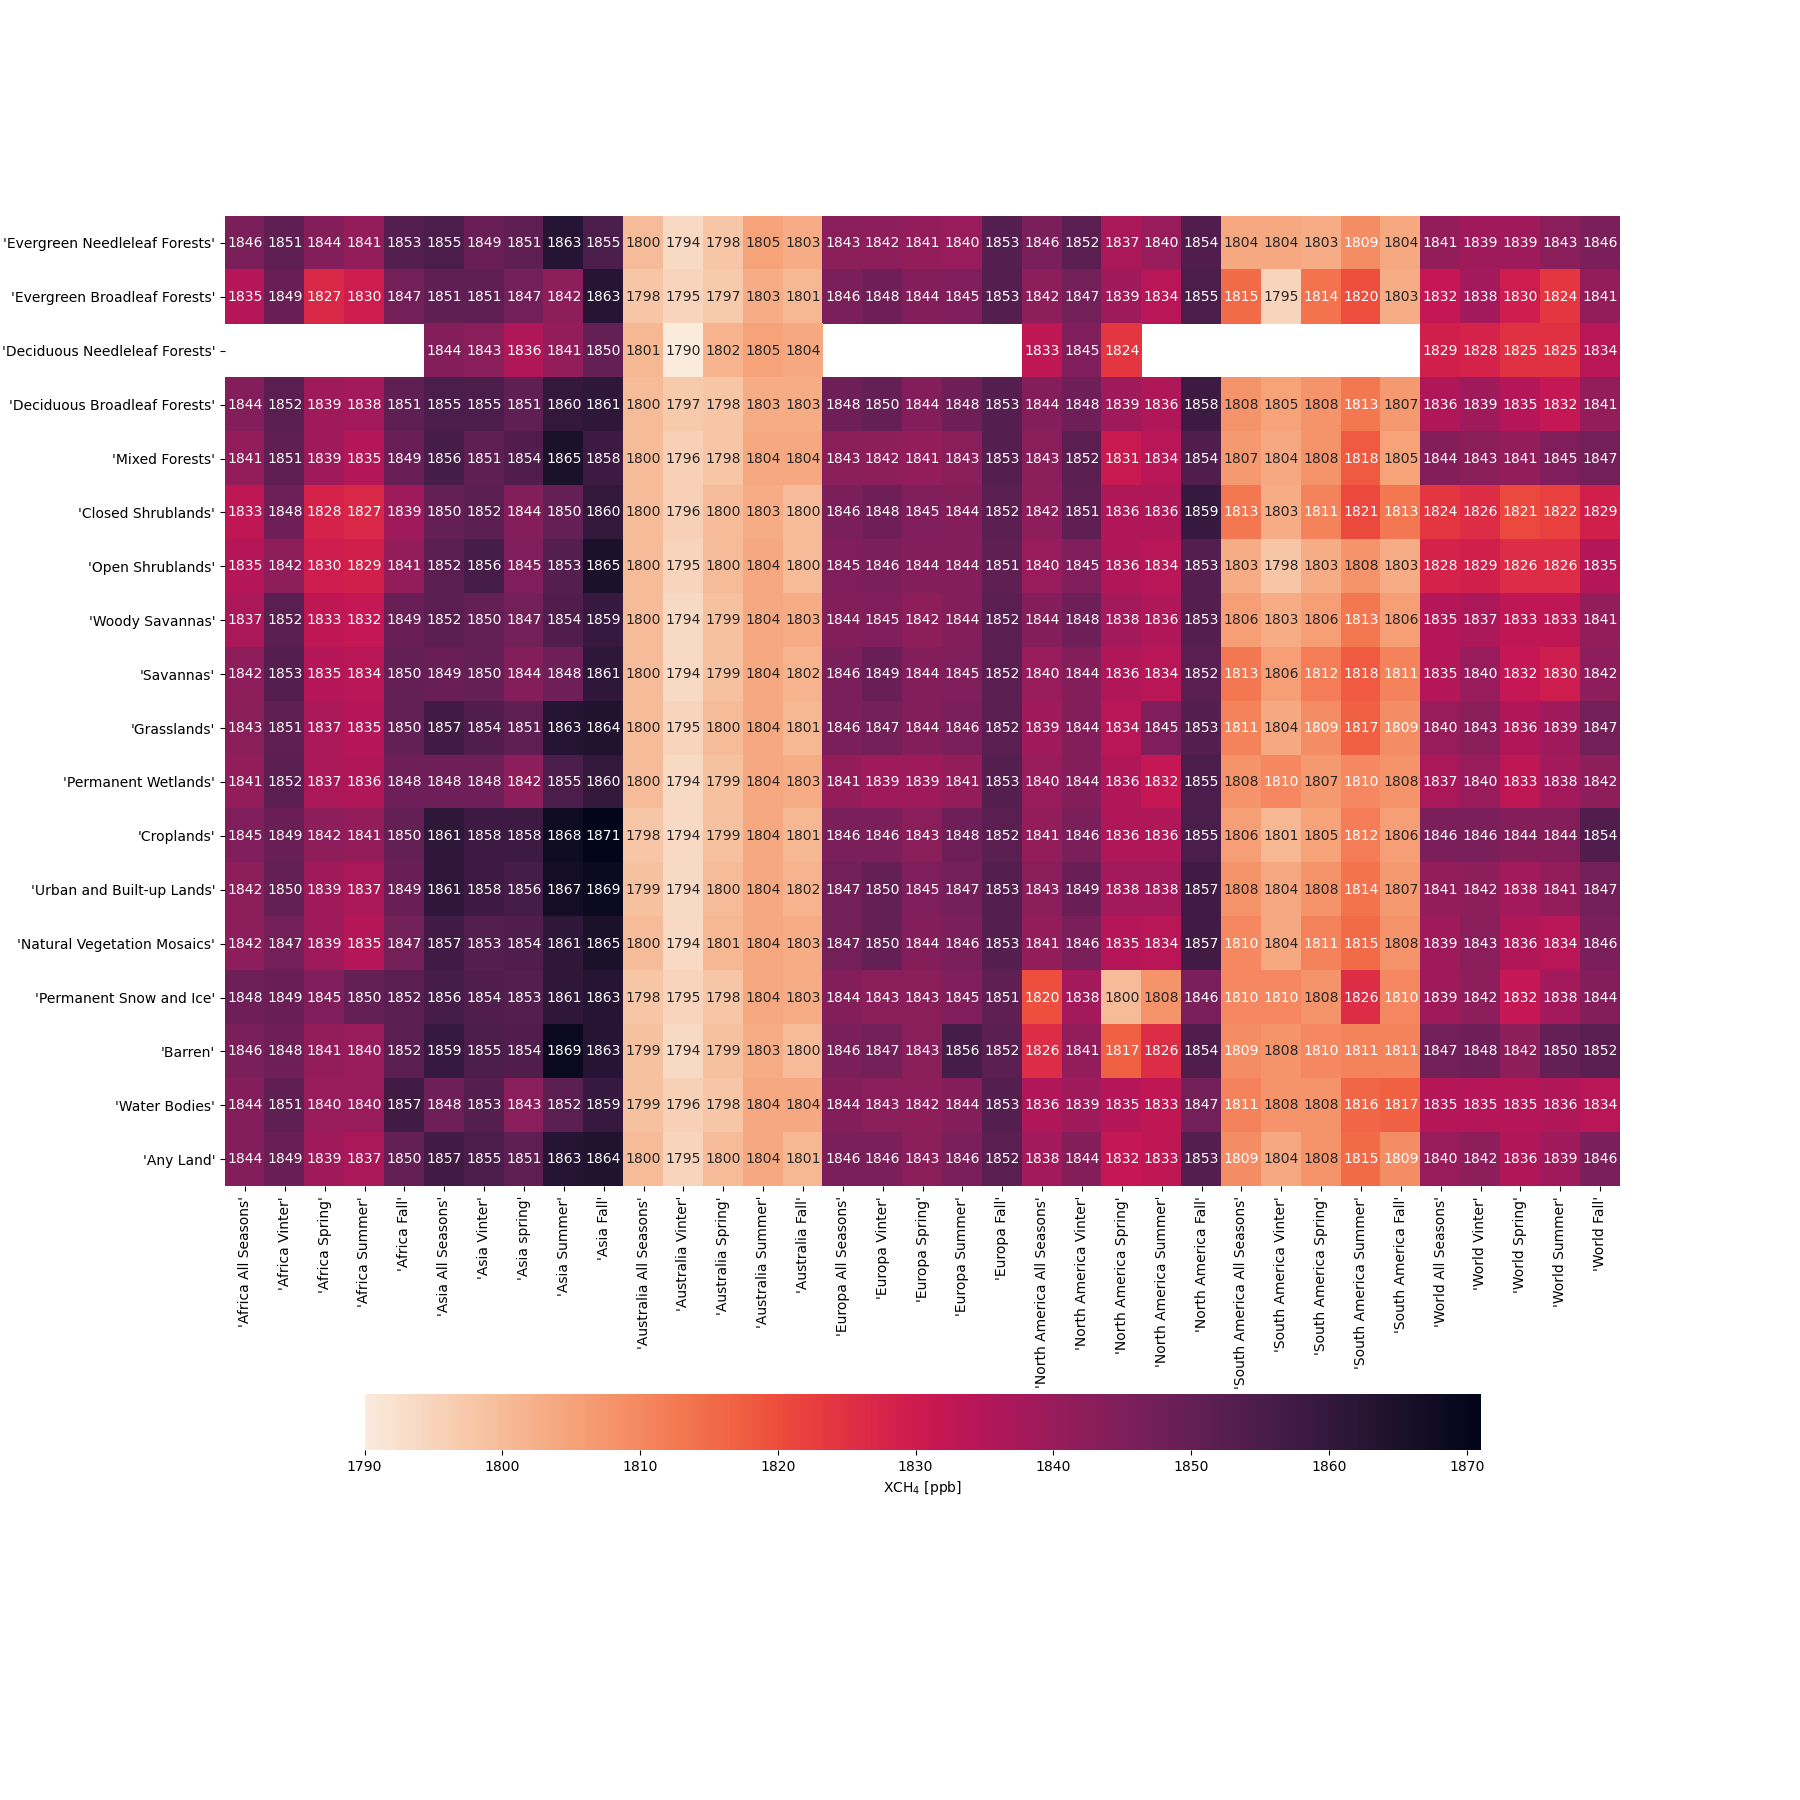 'Evergreen Needleleaf Forests' 1846 1851 1844 1841 1853 1855 1849 1851 1863 1855 1800 1794 1798 1805 1803 1843 1842 1841 1840 1853 1846 1852 1837 1840 1854 1804 1804 1803 1809 1804 1841 1839 1839 1843 1846
'Evergreen Broadleaf Forests' 1835 1849 1827 1830 1847 1851 1851 1847 1842 1863 1798 1795 1797 1803 1801 1846 1848 1844 1845 1853 1842 1847 1839 1834 1855 1815 1795 1814 1820 1803 1832 1838 1830 1824 1841
'Deciduous Needleleaf Forests' 1844 1843 1836 1841 1850 1801 1790 1802 1805 1804 1833 1845 1824 1829 1828 1825 1825 1834
'Deciduous Broadleaf Forests' 1844 1852 1839 1838 1851 1855 1855 1851 1860 1861 1800 1797 1798 1803 1803 1848 1850 1844 1848 1853 1844 1848 1839 1836 1858 1808 1805 1808 1813 1807 1836 1839 1835 1832 1841
'Mixed Forests' 1841 1851 1839 1835 1849 1856 1851 1854 1865 1858 1800 1796 1798 1804 1804 1843 1842 1841 1843 1853 1843 1852 1831 1834 1854 1807 1804 1808 1818 1805 1844 1843 1841 1845 1847
'Closed Shrublands' 1833 1848 1828 1827 1839 1850 1852 1844 1850 1860 1800 1796 1800 1803 1800 1846 1848 1845 1844 1852 1842 1851 1836 1836 1859 1813 1803 1811 1821 1813 1824 1826 1821 1822 1829
'Open Shrublands' 1835 1842 1830 1829 1841 1852 1856 1845 1853 1865 1800 1795 1800 1804 1800 1845 1846 1844 1844 1851 1840 1845 1836 1834 1853 1803 1798 1803 1808 1803 1828 1829 1826 1826 1835
'Woody Savannas' 1837 1852 1833 1832 1849 1852 1850 1847 1854 1859 1800 1794 1799 1804 1803 1844 1845 1842 1844 1852 1844 1848 1838 1836 1853 1806 1803 1806 1813 1806 1835 1837 1833 1833 1841
'Savannas' 1842 1853 1835 1834 1850 1849 1850 1844 1848 1861 1800 1794 1799 1804 1802 1846 1849 1844 1845 1852 1840 1844 1836 1834 1852 1813 1806 1812 1818 1811 1835 1840 1832 1830 1842
'Grasslands' 1843 1851 1837 1835 1850 1857 1854 1851 1863 1864 1800 1795 1800 1804 1801 1846 1847 1844 1846 1852 1839 1844 1834 1845 1853 1811 1804 1809 1817 1809 1840 1843 1836 1839 1847
'Permanent Wetlands' 1841 1852 1837 1836 1848 1848 1848 1842 1855 1860 1800 1794 1799 1804 1803 1841 1839 1839 1841 1853 1840 1844 1836 1832 1855 1808 1810 1807 1810 1808 1837 1840 1833 1838 1842
'Croplands' 1845 1849 1842 1841 1850 1861 1858 1858 1868 1871 1798 1794 1799 1804 1801 1846 1846 1843 1848 1852 1841 1846 1836 1836 1855 1806 1801 1805 1812 1806 1846 1846 1844 1844 1854
'Urban and Built-up Lands' 1842 1850 1839 1837 1849 1861 1858 1856 1867 1869 1799 1794 1800 1804 1802 1847 1850 1845 1847 1853 1843 1849 1838 1838 1857 1808 1804 1808 1814 1807 1841 1842 1838 1841 1847
'Natural Vegetation Mosaics' 1842 1847 1839 1835 1847 1857 1853 1854 1861 1865 1800 1794 1801 1804 1803 1847 1850 1844 1846 1853 1841 1846 1835 1834 1857 1810 1804 1811 1815 1808 1839 1843 1836 1834 1846
'Permanent Snow and Ice' 1848 1849 1845 1850 1852 1856 1854 1853 1861 1863 1798 1795 1798 1804 1803 1844 1843 1843 1845 1851 1820 1838 1800 1808 1846 1810 1810 1808 1826 1810 1839 1842 1832 1838 1844
'Barren' 1846 1848 1841 1840 1852 1859 1855 1854 1869 1863 1799 1794 1799 1803 1800 1846 1847 1843 1856 1852 1826 1841 1817 1826 1854 1809 1808 1810 1811 1811 1847 1848 1842 1850 1852
'Water Bodies' 1844 1851 1840 1840 1857 1848 1853 1843 1852 1859 1799 1796 1798 1804 1804 1844 1843 1842 1844 1853 1836 1839 1835 1833 1847 1811 1808 1808 1816 1817 1835 1835 1835 1836 1834
'Any Land' 1844 1849 1839 1837 1850 1857 1855 1851 1863 1864 1800 1795 1800 1804 1801 1846 1846 1843 1846 1852 1838 1844 1832 1833 1853 1809 1804 1808 1815 1809 1840 1842 1836 1839 1846
'Africa All Seasons'
'Africa Vinter'
'Africa Spring'
'Africa Summer'
'Africa Fall'
'Asia All Seasons'
'Asia Vinter'
'Asia spring'
'Asia Summer'
'Asia Fall'
'Australia All Seasons'
'Australia Vinter'
'Australia Spring'
'Australia Summer'
'Australia Fall'
'Europa All Seasons'
'Europa Vinter'
'Europa Spring'
'Europa Summer'
'Europa Fall'
'North America All Seasons'
'North America Vinter'
'North America Spring'
'North America Summer'
'North America Fall'
'South America All Seasons'
'South America Vinter'
'South America Spring'
'South America Summer'
'South America Fall'
'World All Seasons'
'World Vinter'
'World Spring'
'World Summer'
'World Fall'
1790 1800 1810 1820 1830 1840 1850 1860 1870
XCH₄ [ppb]